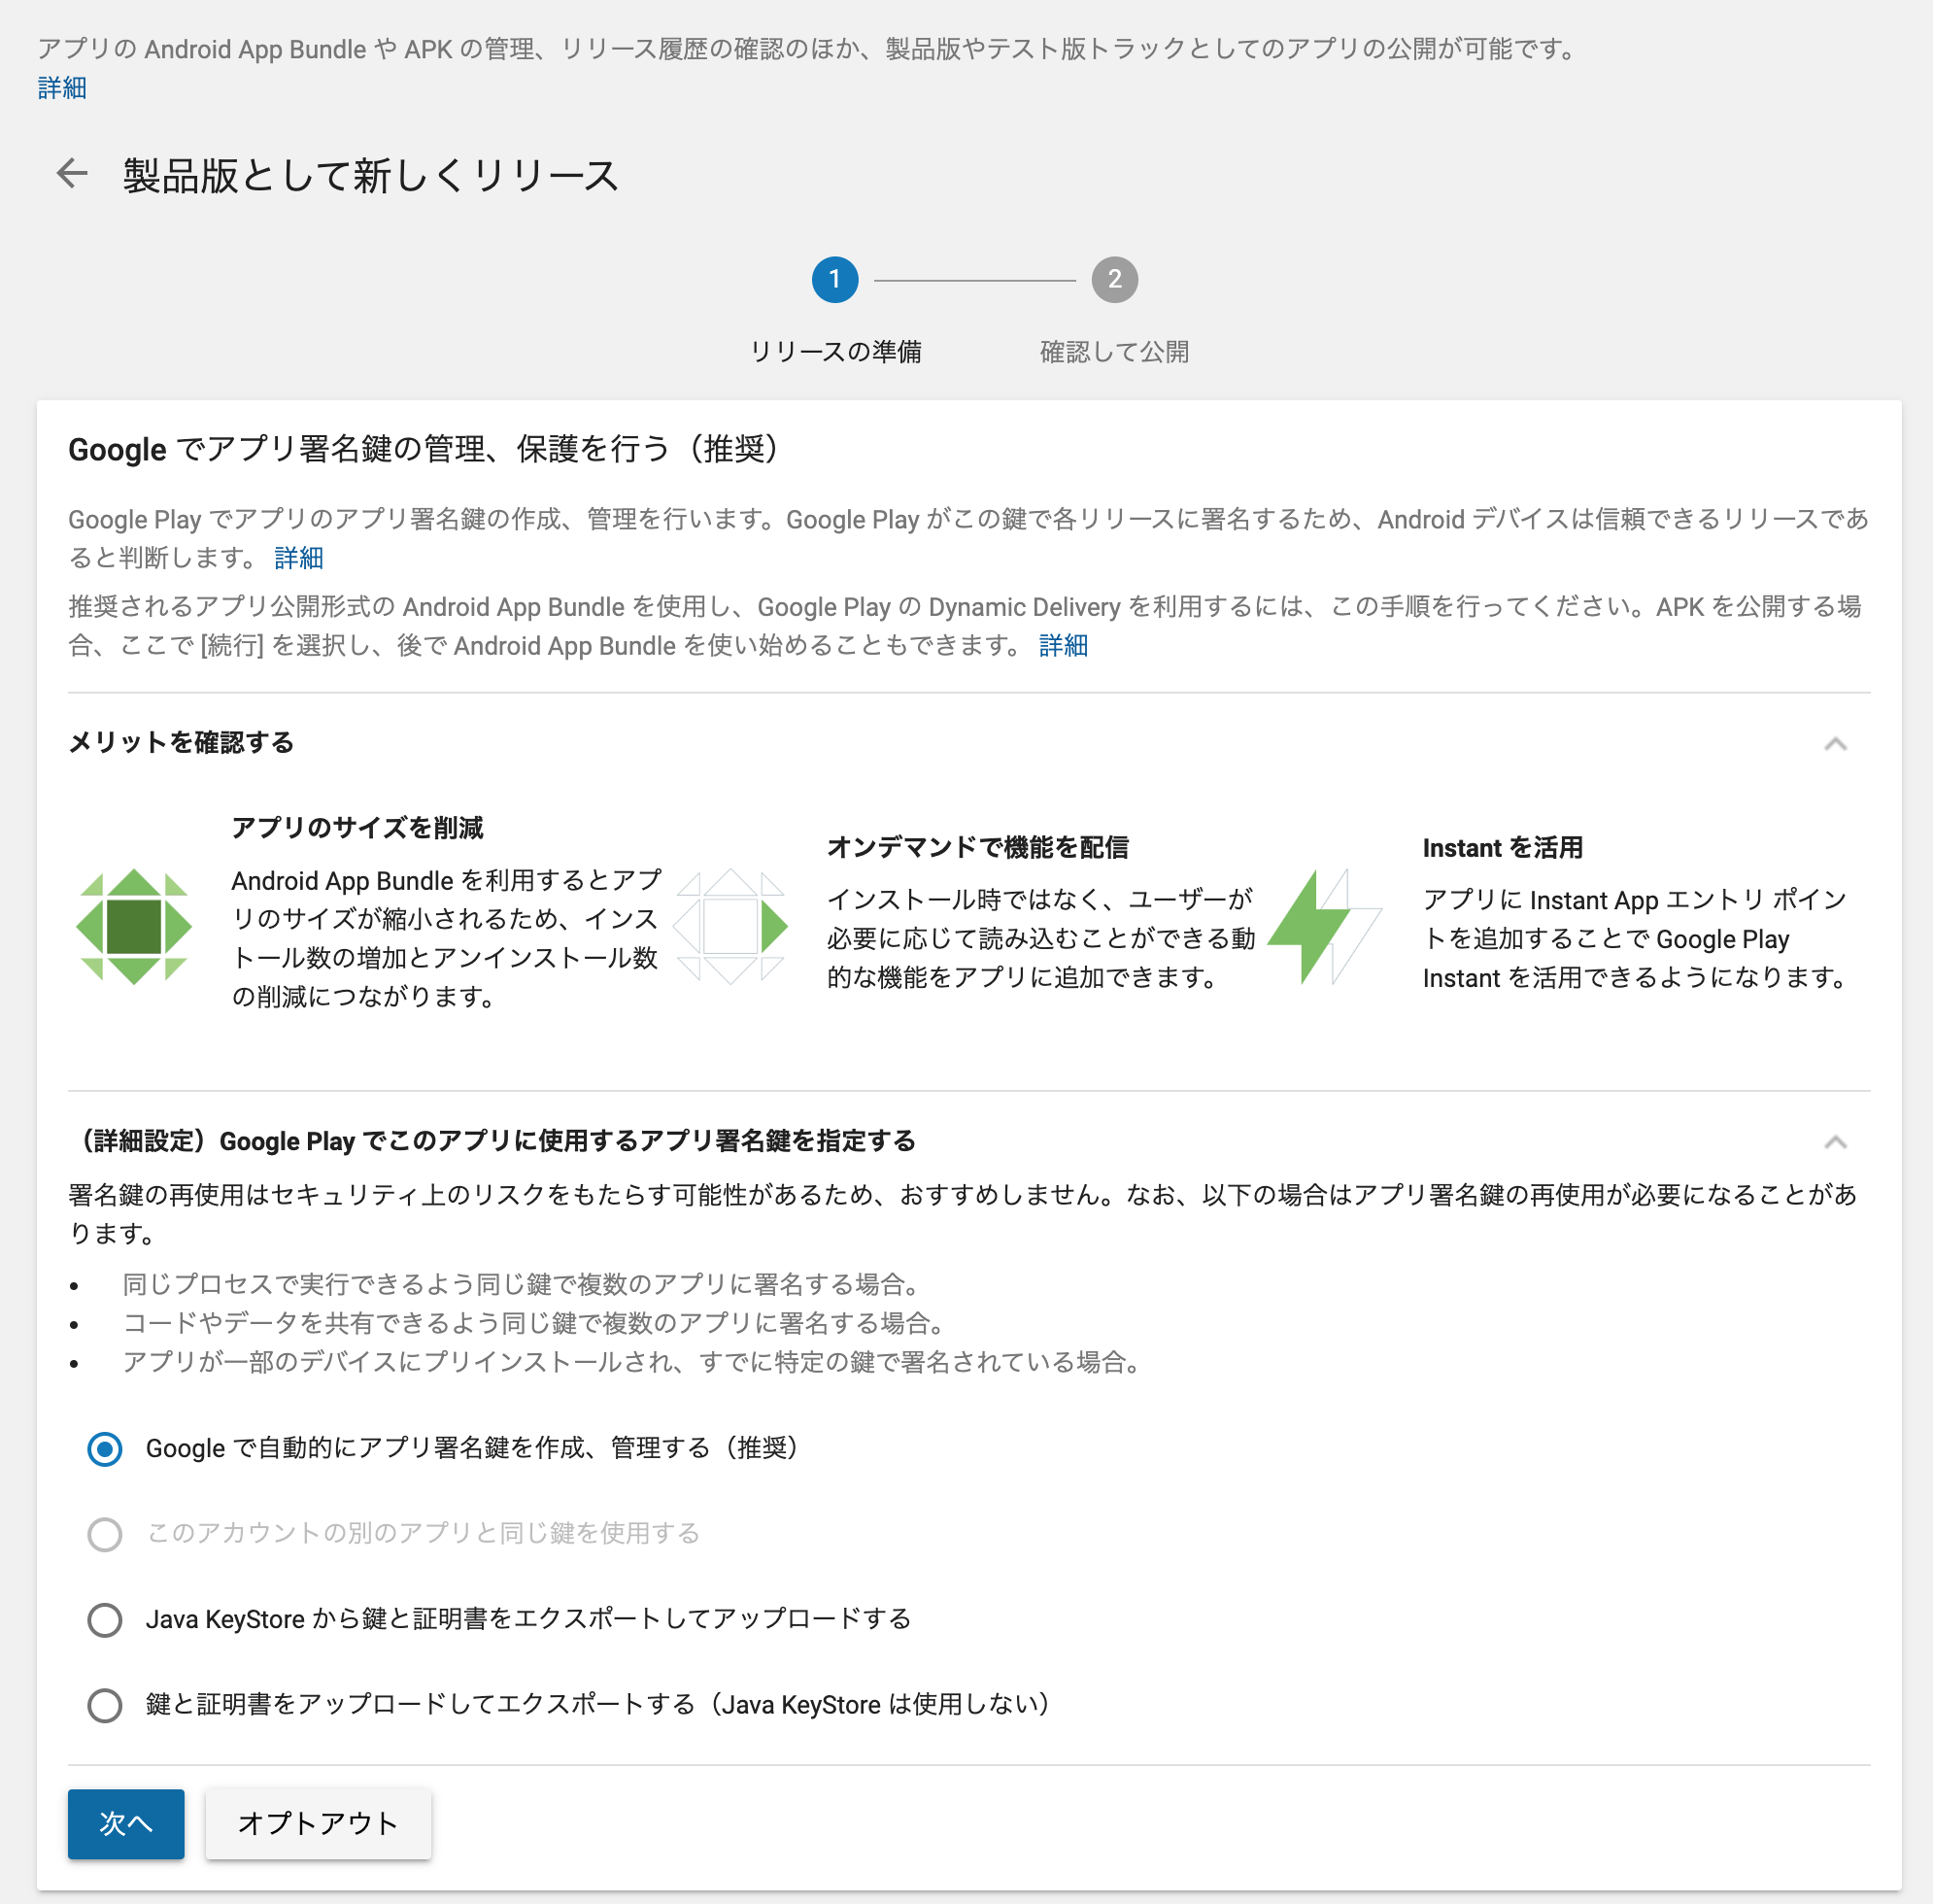 アプリの Android App Bundle や APK の管理、リリース履歴の確認のほか、製品版やテスト版トラックとしてのアプリの公開が可能です。
詳細
製品版として新しくリリース
1
2
リリースの準備
確認して公開
Google でアプリ署名鍵の管理、保護を行う（推奨）
Google Play でアプリのアプリ署名鍵の作成、管理を行います。Google Play がこの鍵で各リリースに署名するため、Android デバイスは信頼できるリリースであ
ると判断します。 詳細
推奨されるアプリ公開形式の Android App Bundle を使用し、Google Play の Dynamic Delivery を利用するには、この手順を行ってください。APK を公開する場
合、ここで [続行] を選択し、後で Android App Bundle を使い始めることもできます。 詳細
メリットを確認する
アプリのサイズを削減
Android App Bundle を利用するとアプ
リのサイズが縮小されるため、インス
トール数の増加とアンインストール数
の削減につながります。
オンデマンドで機能を配信
インストール時ではなく、ユーザーが
必要に応じて読み込むことができる動
的な機能をアプリに追加できます。
Instant を活用
アプリに Instant App エントリ ポイン
トを追加することで Google Play
Instant を活用できるようになります。
（詳細設定）Google Play でこのアプリに使用するアプリ署名鍵を指定する
署名鍵の再使用はセキュリティ上のリスクをもたらす可能性があるため、おすすめしません。なお、以下の場合はアプリ署名鍵の再使用が必要になることがあ
ります。
• 同じプロセスで実行できるよう同じ鍵で複数のアプリに署名する場合。
• コードやデータを共有できるよう同じ鍵で複数のアプリに署名する場合。
• アプリが一部のデバイスにプリインストールされ、すでに特定の鍵で署名されている場合。
Google で自動的にアプリ署名鍵を作成、管理する（推奨）
このアカウントの別のアプリと同じ鍵を使用する
Java KeyStore から鍵と証明書をエクスポートしてアップロードする
鍵と証明書をアップロードしてエクスポートする（Java KeyStore は使用しない）
次へ
オプトアウト